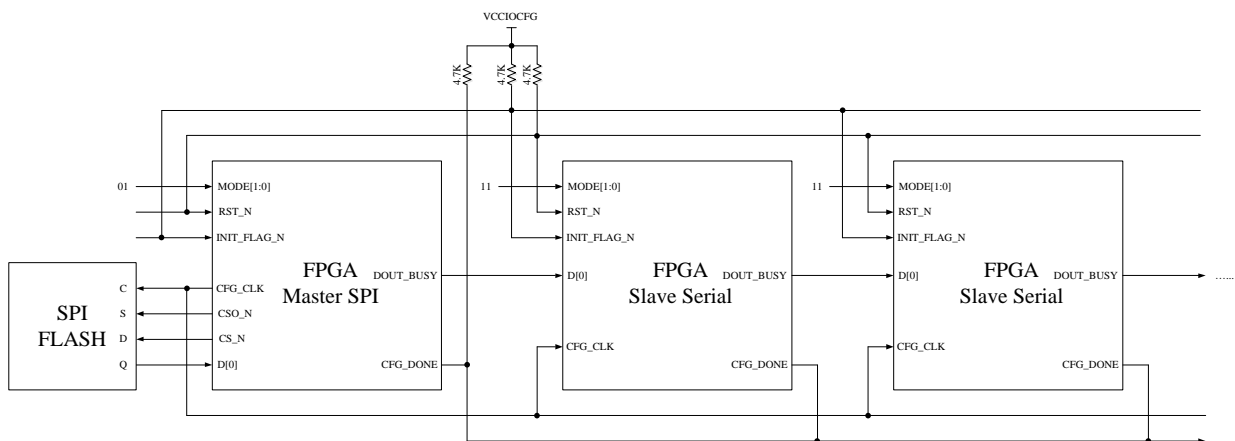 VCCIOCFG
4.7K
4.7K
4.7K
01
MODE[1:0]
RST_N
INIT_FLAG_N
FPGA
Master SPI
DOUT_BUSY
CFG_CLK
CSO_N
CS_N
D[0]
CFG_DONE
SPI
FLASH
C
S
D
Q
11
MODE[1:0]
RST_N
INIT_FLAG_N
D[0]
FPGA
Slave Serial
DOUT_BUSY
CFG_CLK
CFG_DONE
11
MODE[1:0]
RST_N
INIT_FLAG_N
D[0]
FPGA
Slave Serial
DOUT_BUSY
CFG_CLK
CFG_DONE
......